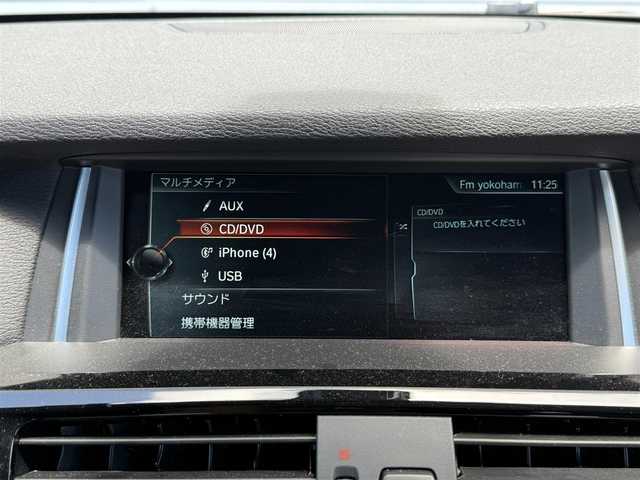 マルチメディア
Fm yokoham 11:25
AUX
CD/DVD
iPhone (4)
USB
サウンド
携帯機器管理
CD/DVD
CD/DVDを入れてください